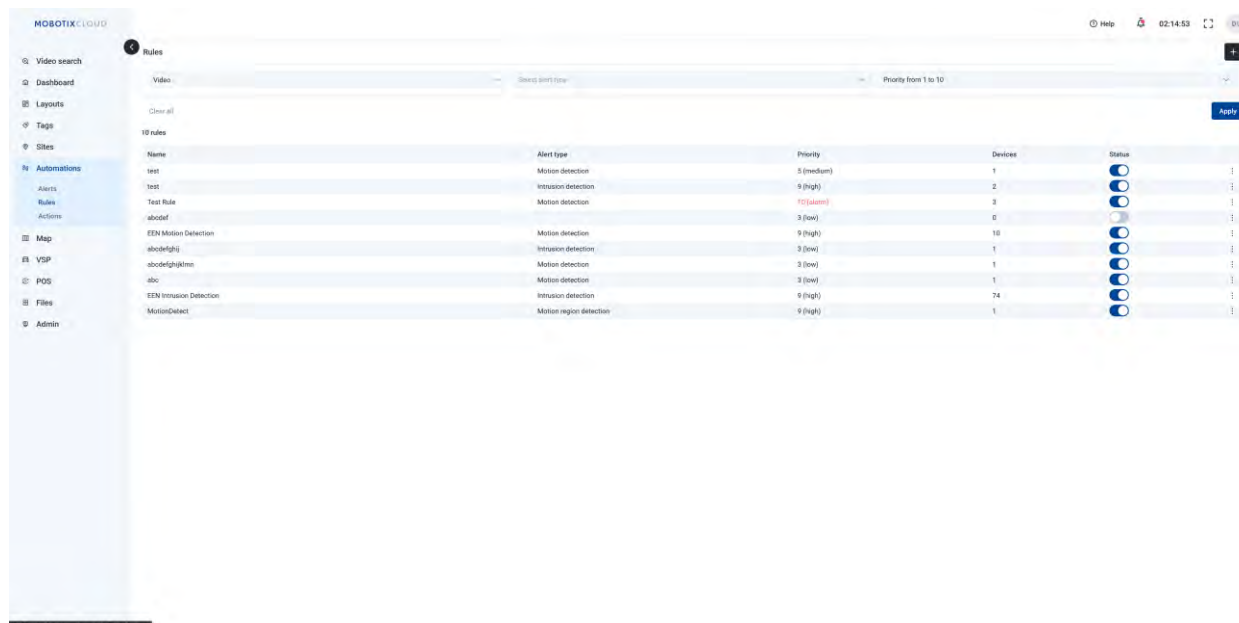 MOBOTIXCLOUD
Help 02:14:53
Rules
Video search
Dashboard
Layouts
Tags
Sites
Automations
Alerts
Rules
Actions
Map
VSP
POS
Files
Admin
Video Select alert type Priority from 1 to 10
Clear all Apply
10 rules
Name Alert type Priority Devices Status
test Motion detection 5 (medium) 1
test Intrusion detection 9 (high) 2
Test Rule Motion detection 10 (alarm) 3
abcdef 3 (low) 0
EEN Motion Detection Motion detection 9 (high) 10
abcdefghij Intrusion detection 3 (low) 1
abcdefghijklmn Motion detection 3 (low) 1
abc Motion detection 3 (low) 1
EEN Intrusion Detection Intrusion detection 9 (high) 74
MotionDetect Motion region detection 9 (high) 1